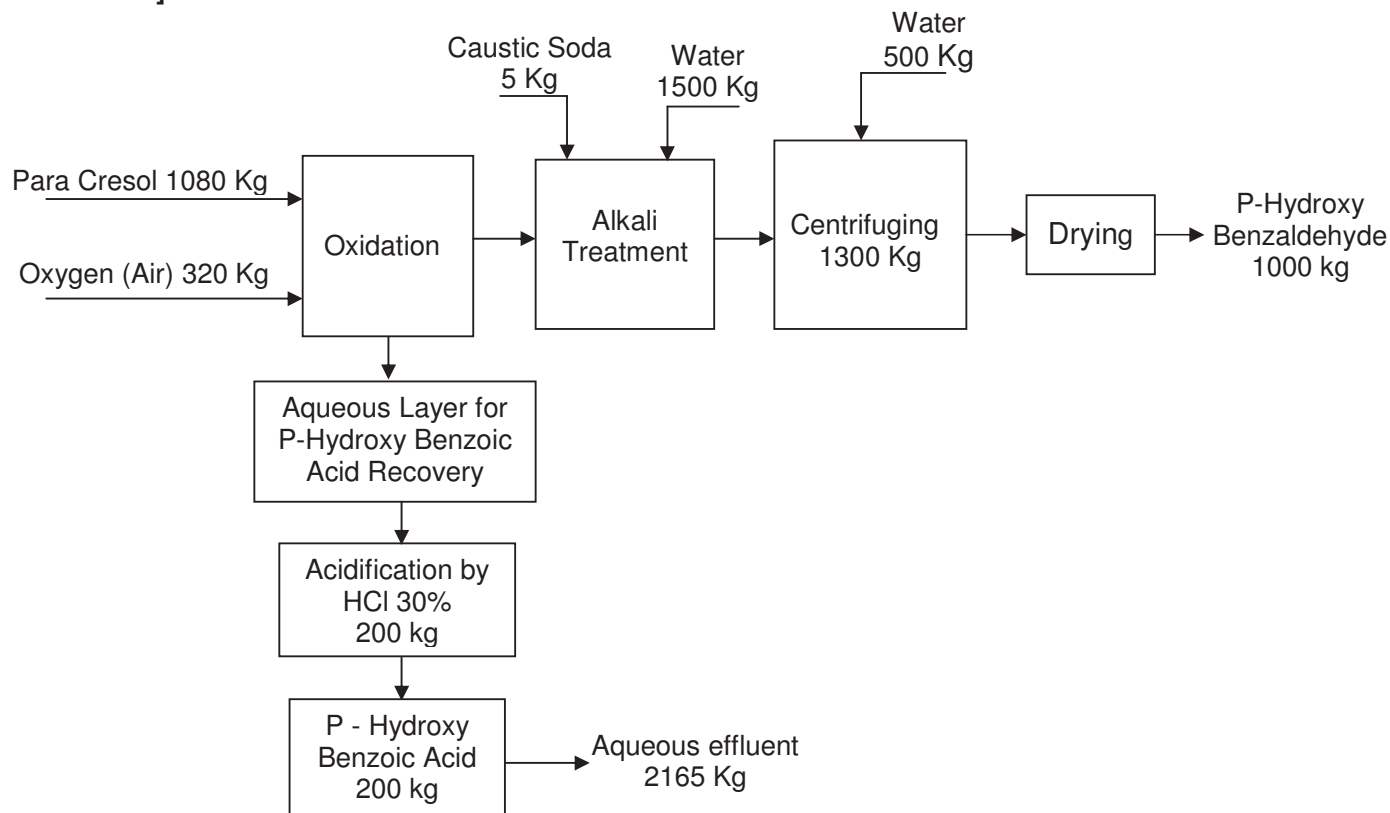 ]
Caustic Soda
5 Kg
Water
1500 Kg
Water
500 Kg
Para Cresol 1080 Kg
Oxygen (Air) 320 Kg
Oxidation
Alkali
Treatment
Centrifuging
1300 Kg
Drying
P-Hydroxy
Benzaldehyde
1000 kg
Aqueous Layer for
P-Hydroxy Benzoic
Acid Recovery
Acidification by
HCl 30%
200 kg
P - Hydroxy
Benzoic Acid
200 kg
Aqueous effluent
2165 Kg